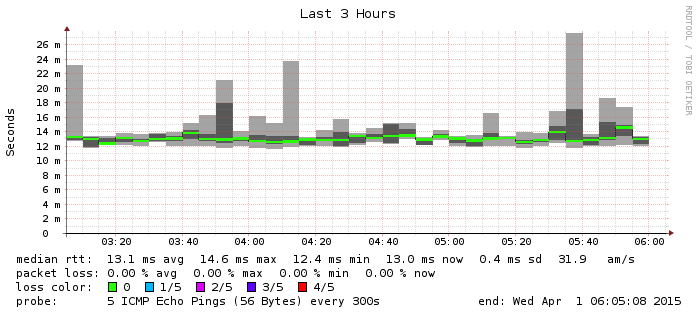 Last 3 Hours
RRDTOOL / TOBI OETIKER
Seconds
26 m
24 m
22 m
20 m
18 m
16 m
14 m
12 m
10 m
8 m
6 m
4 m
2 m
0
03:20 03:40 04:00 04:20 04:40 05:00 05:20 05:40 06:00
median rtt: 13.1 ms avg 14.6 ms max 12.4 ms min 13.0 ms now 0.4 ms sd 31.9 am/s
packet loss: 0.00 % avg 0.00 % max 0.00 % min 0.00 % now
loss color: 0 1/5 2/5 3/5 4/5
probe: 5 ICMP Echo Pings (56 Bytes) every 300s end: Wed Apr 1 06:05:08 2015